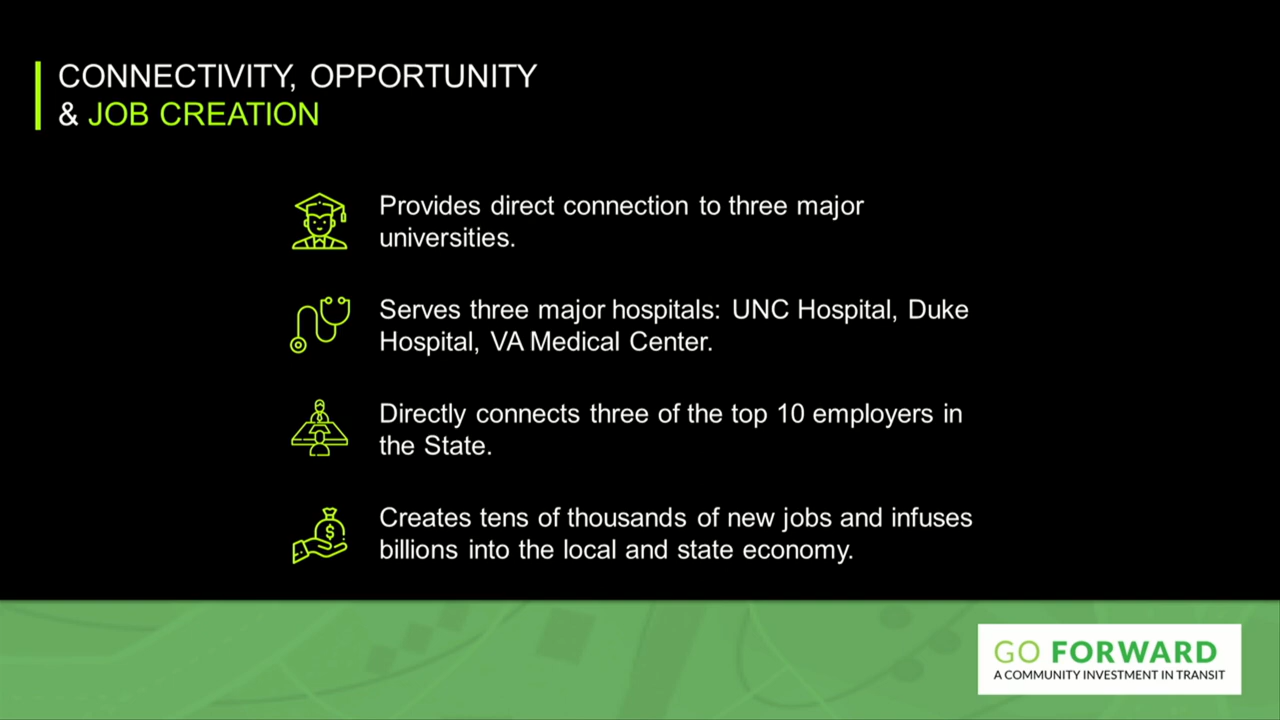 CONNECTIVITY, OPPORTUNITY
& JOB CREATION
Provides direct connection to three major
universities.
Serves three major hospitals: UNC Hospital, Duke
Hospital, VA Medical Center.
Directly connects three of the top 10 employers in
the State.
Creates tens of thousands of new jobs and infuses
billions into the local and state economy.
$
GO FORWARD
A COMMUNITY INVESTMENT IN TRANSIT